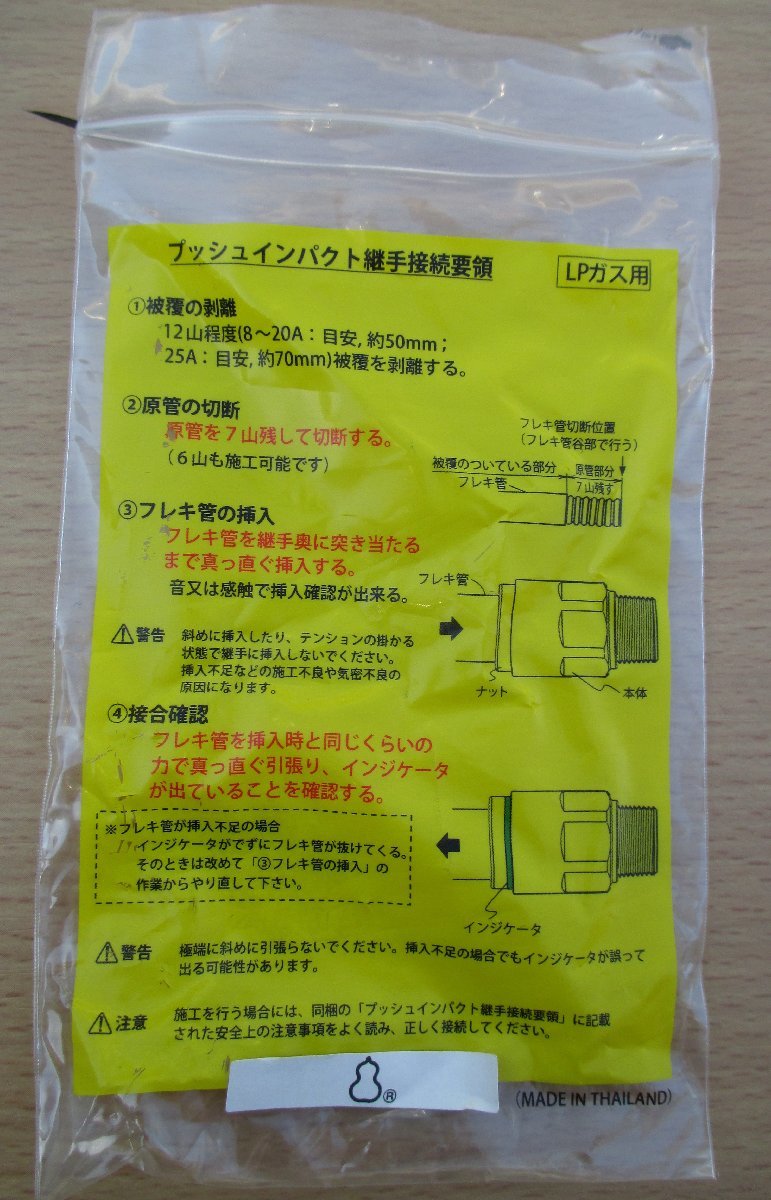 プッシュインパクト継手接続要領
LPガス用
①被覆の剥離
12山程度(8～20A：目安,約50mm；
25A：目安,約70mm)被覆を剥離する。
②原管の切断
原管を7山残して切断する。
（6山も施工可能です）
フレキ管切断位置
（フレキ管谷部で行う）
被覆のついている部分
原管部分
フレキ管
7山残す
③フレキ管の挿入
フレキ管を継手奥に突き当たる
まで真っ直ぐ挿入する。
音又は感触で挿入確認が出来る。
フレキ管
ナット
本体
警告
斜めに挿入したり、テンションの掛かる
状態で継手に挿入しないでください。
挿入不足などの施工不良や気密不良の
原因になります。
④接合確認
フレキ管を挿入時と同じくらいの
力で真っ直ぐ引張り、インジケータ
が出ていることを確認する。
※フレキ管が挿入不足の場合
インジケータがでずにフレキ管が抜けてくる。
そのときは改めて「③フレキ管の挿入」の
作業からやり直して下さい。
インジケータ
警告
極端に斜めに引張らないでください。挿入不足の場合でもインジケータが誤って
出る可能性があります。
注意
施工を行う場合には、同梱の「プッシュインパクト継手接続要領」に記載
された安全上の注意事項をよく読み、正しく接続してください。
®
(MADE IN THAILAND)